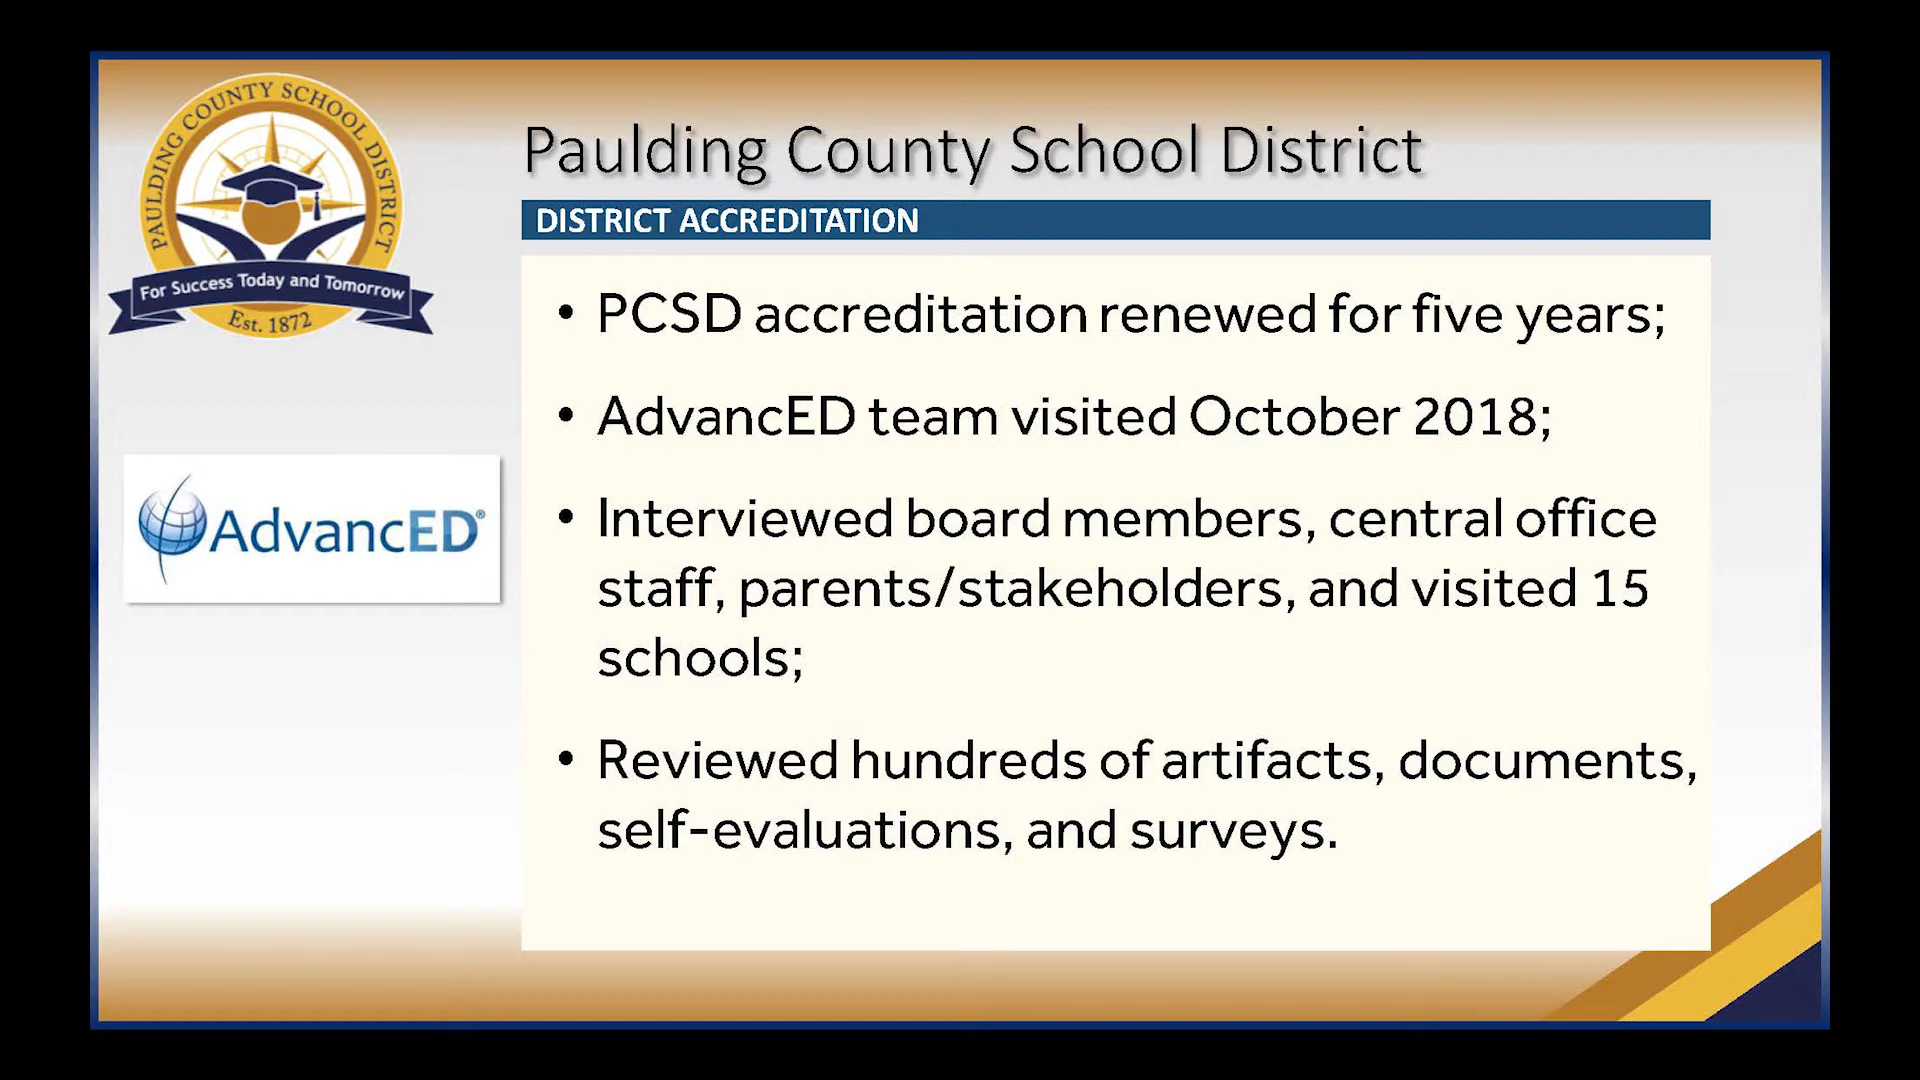 PAULDING COUNTY SCHOOL DISTRICT
For Success Today and Tomorrow
Est. 1872
Paulding County School District
DISTRICT ACCREDITATION
• PCSD accreditation renewed for five years;
• AdvancED team visited October 2018;
• Interviewed board members, central office
staff, parents/stakeholders, and visited 15
schools;
• Reviewed hundreds of artifacts, documents,
self-evaluations, and surveys.
AdvancED®